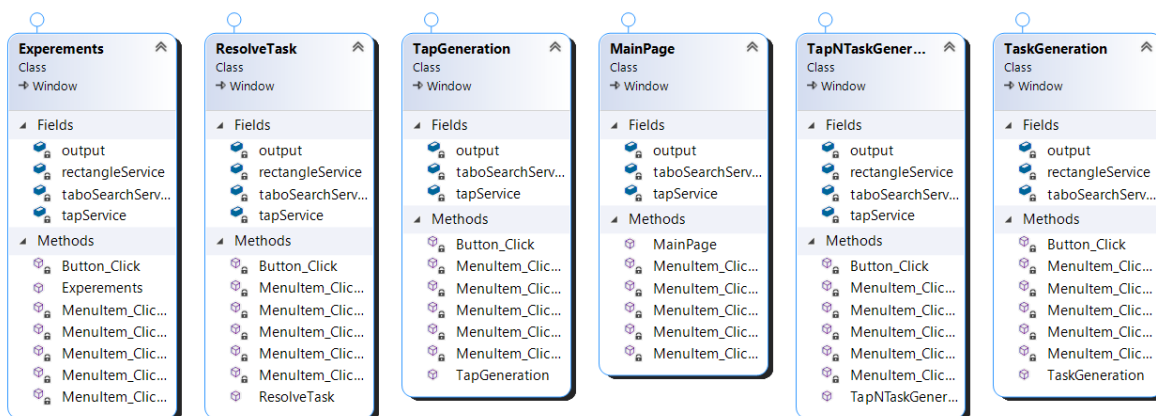 Experements
Class
Window
Fields
output
rectangleService
taboSearchServ...
tapService
Methods
Button_Click
Experements
MenuItem_Clic...
MenuItem_Clic...
MenuItem_Clic...
MenuItem_Clic...
MenuItem_Clic...
ResolveTask
Class
Window
Fields
output
rectangleService
taboSearchServ...
tapService
Methods
Button_Click
MenuItem_Clic...
MenuItem_Clic...
MenuItem_Clic...
MenuItem_Clic...
MenuItem_Clic...
ResolveTask
TapGeneration
Class
Window
Fields
output
taboSearchServ...
tapService
Methods
Button_Click
MenuItem_Clic...
MenuItem_Clic...
MenuItem_Clic...
MenuItem_Clic...
MenuItem_Clic...
TapGeneration
MainPage
Class
Window
Fields
output
taboSearchServ...
tapService
Methods
MainPage
MenuItem_Clic...
MenuItem_Clic...
MenuItem_Clic...
MenuItem_Clic...
MenuItem_Clic...
TapNTaskGener...
Class
Window
Fields
output
rectangleService
taboSearchServ...
tapService
Methods
Button_Click
MenuItem_Clic...
MenuItem_Clic...
MenuItem_Clic...
MenuItem_Clic...
MenuItem_Clic...
TapNTaskGener...
TaskGeneration
Class
Window
Fields
output
rectangleService
taboSearchServ...
Methods
Button_Click
MenuItem_Clic...
MenuItem_Clic...
MenuItem_Clic...
MenuItem_Clic...
MenuItem_Clic...
TaskGeneration